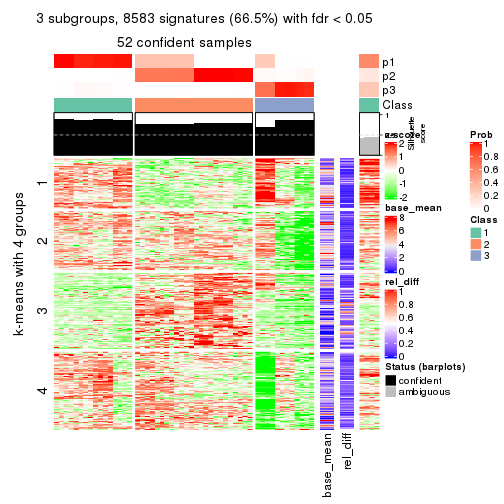 3 subgroups, 8583 signatures (66.5%) with fdr < 0.05
52 confident samples
p1
p2
p3
Class
1
Silhouette
score
k-means with 4 groups
1
2
3
4
base_mean
rel_diff
z-score
2
1
0
-1
-2
base_mean
8
6
4
2
0
rel_diff
1
0.8
0.6
0.4
0.2
0
Status (barplots)
confident
ambiguous
Prob
1
0.8
0.6
0.4
0.2
0
Class
1
2
3